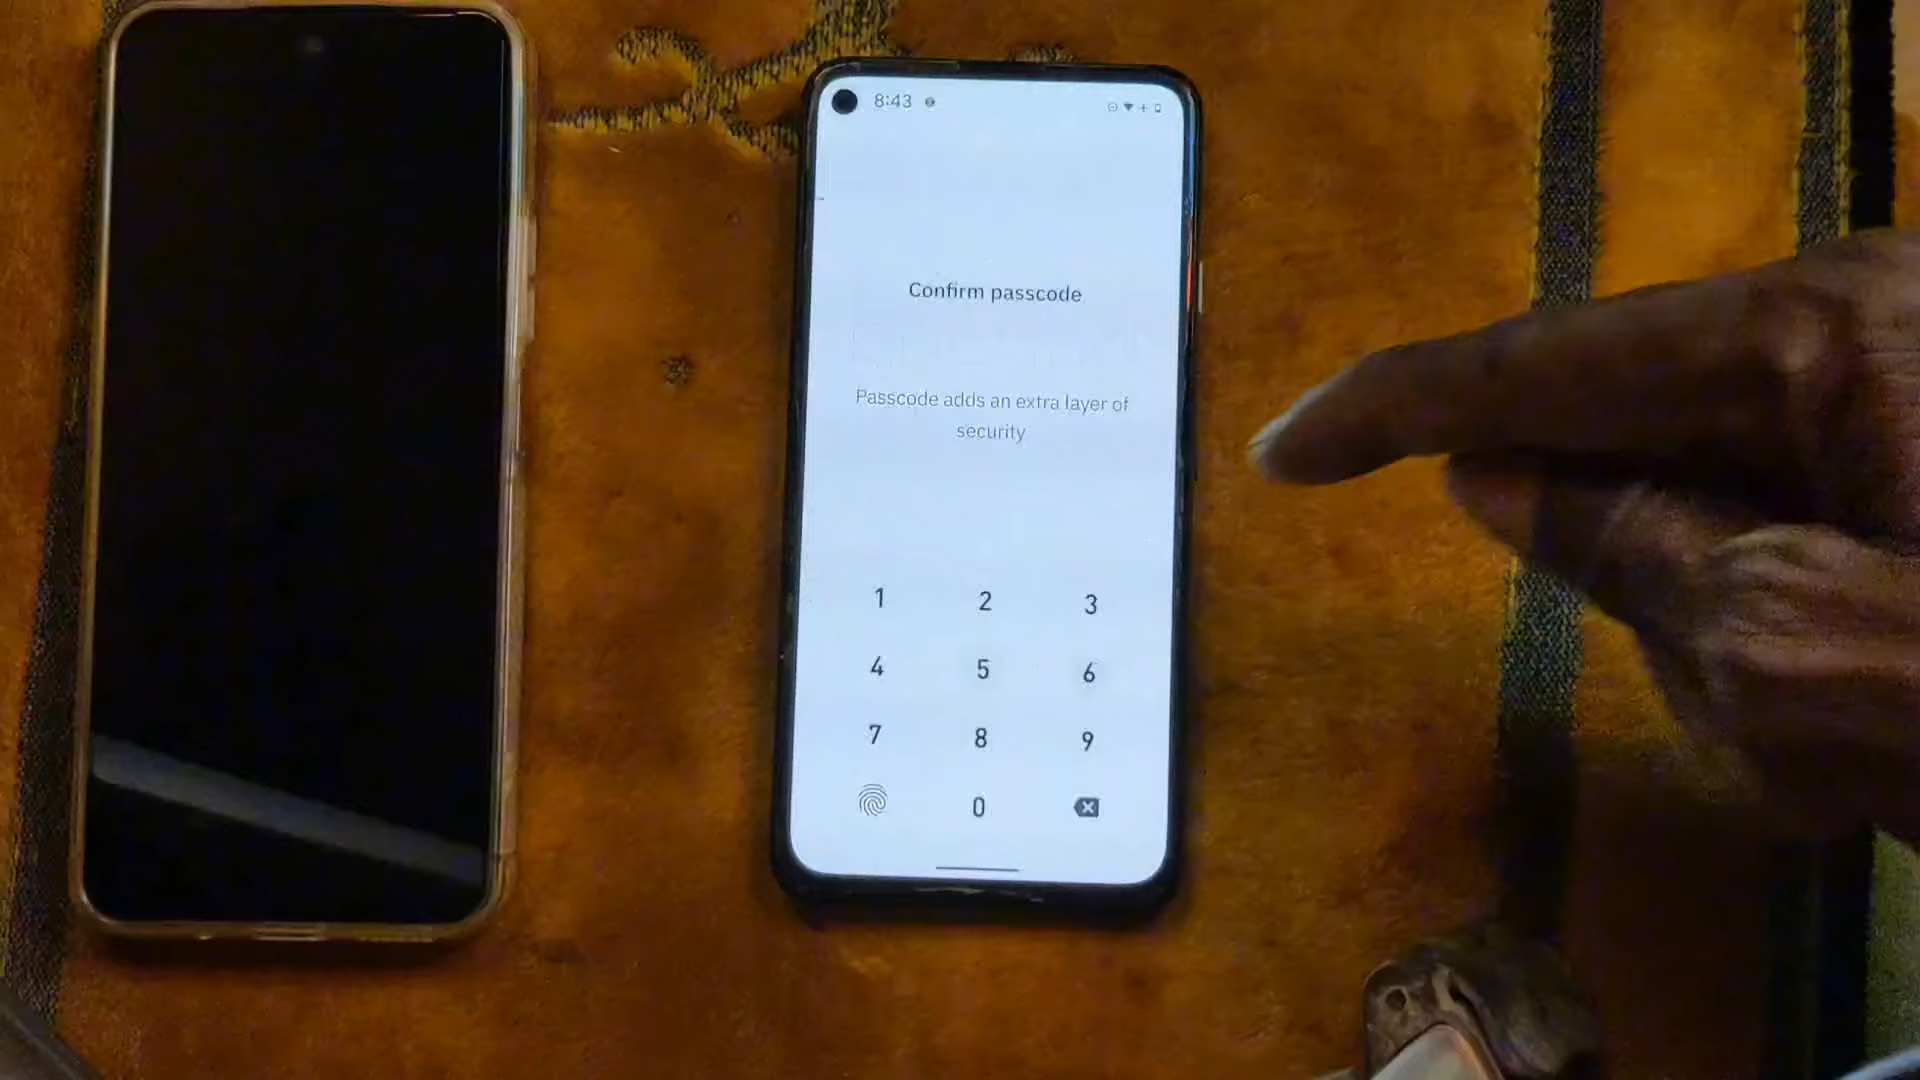 8:43
Confirm passcode
Passcode adds an extra layer of
security
1 2 3
4 5 6
7 8 9
0